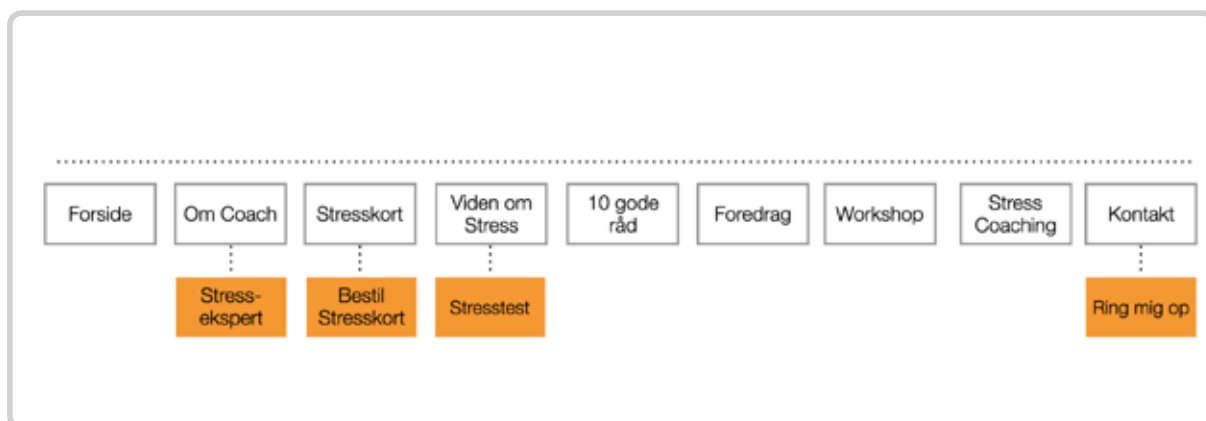 Forside
Om Coach
Stresskort
Viden om
Stress
10 gode
råd
Foredrag
Workshop
Stress
Coaching
Kontakt
Stress-
ekspert
Bestil
Stresskort
Stresstest
Ring mig op